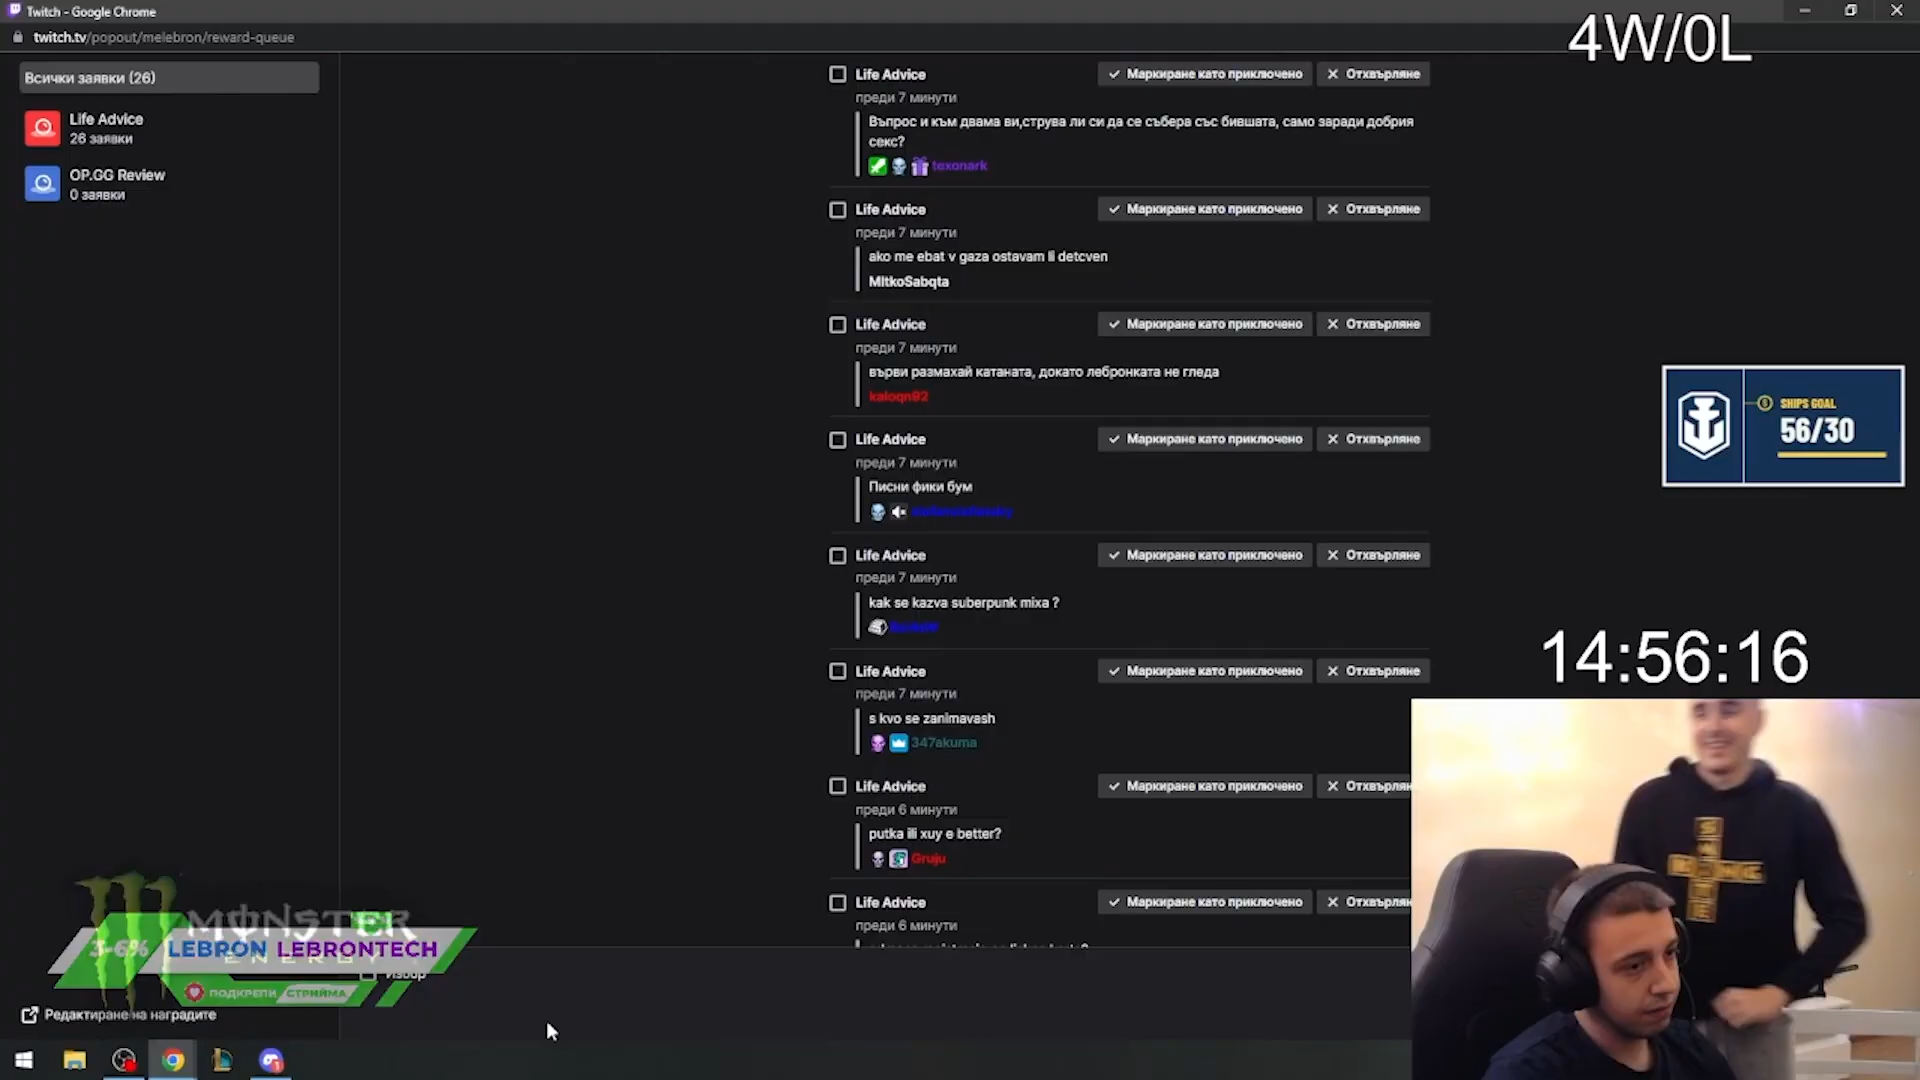 Twitch - Google Chrome
twitch.tv/popout/melebron/reward-queue
4W/0L
Всички заявки (26)
Life Advice
26 заявки
OP.GG Review
0 заявки
Life Advice
Маркиране като приключено
Отхвърляне
преди 7 минути
Въпрос и към двама ви,струва ли си да се събера със бившата, само заради добрия
секс?
texonark
Life Advice
Маркиране като приключено
Отхвърляне
преди 7 минути
ako me ebat v gaza ostavam li detcven
MitkoSabqta
Life Advice
Маркиране като приключено
Отхвърляне
преди 7 минути
върви размахай катаната, докато лебронката не гледа
kaloqn92
Life Advice
Маркиране като приключено
Отхвърляне
преди 7 минути
Писни фики бум
Life Advice
Маркиране като приключено
Отхвърляне
преди 7 минути
kak se kazva suberpunk mixa ?
Life Advice
Маркиране като приключено
Отхвърляне
преди 7 минути
s kvo se zanimavash
347akuma
Life Advice
Маркиране като приключено
преди 6 минути
putka ili xuy e better?
Gruju
Life Advice
Маркиране като приключено
преди 6 минути
SHIPS GOAL
56/30
14:56:16
MONSTER
ENERGY
3-6%
LEBRON LEBRONTECH
Избор
ПОДКРЕПИ СТРИЙМА
Редактиране на наградите